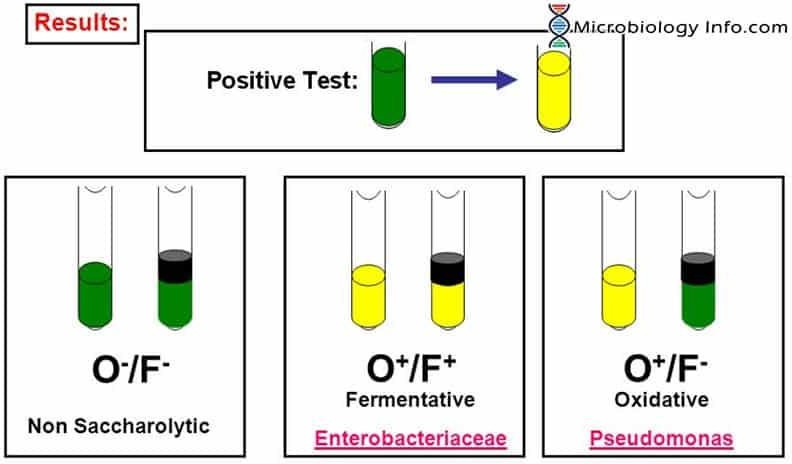 Results:
Microbiology Info.com
Positive Test:
O⁻/F⁻
Non Saccharolytic
O⁺/F⁺
Fermentative
Enterobacteriaceae
O⁺/F⁻
Oxidative
Pseudomonas